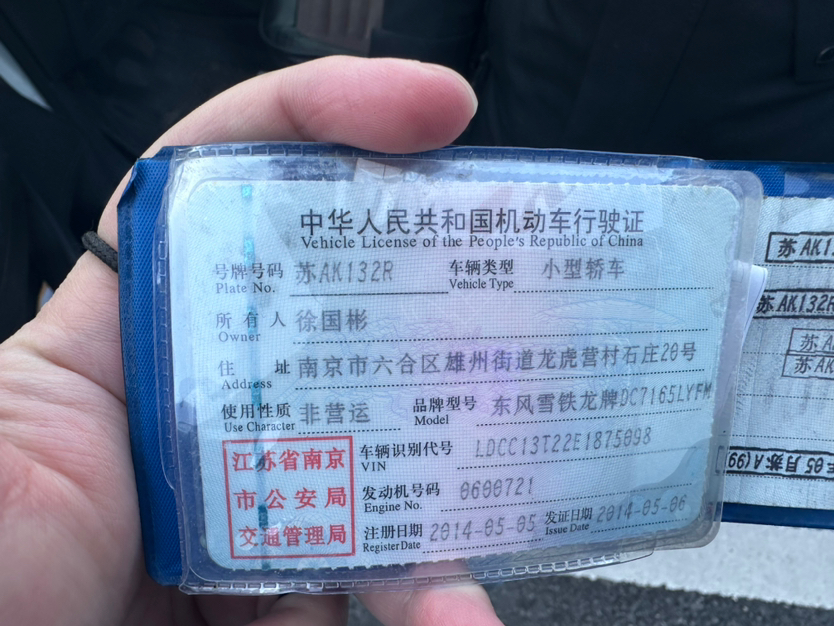 中华人民共和国机动车行驶证
Vehicle License of the People's Republic of China
号牌号码 苏AK132R 车辆类型 小型轿车
Plate No. Vehicle Type
所有人 徐国彬
Owner
住址 南京市六合区雄州街道龙虎营村石庄20号
Address
使用性质 非营运 品牌型号 东风雪铁龙牌DC7165LYFM
Use Character Model
江苏省南京
市公安局
交通管理局
车辆识别代号 LDCC13T22E1875098
VIN
发动机号码 0600721
Engine No.
注册日期 2014-05-05 发证日期 2014-05-06
Register Date Issue Date
苏AK13
苏AK132R
苏A
苏AK
05月苏A(99